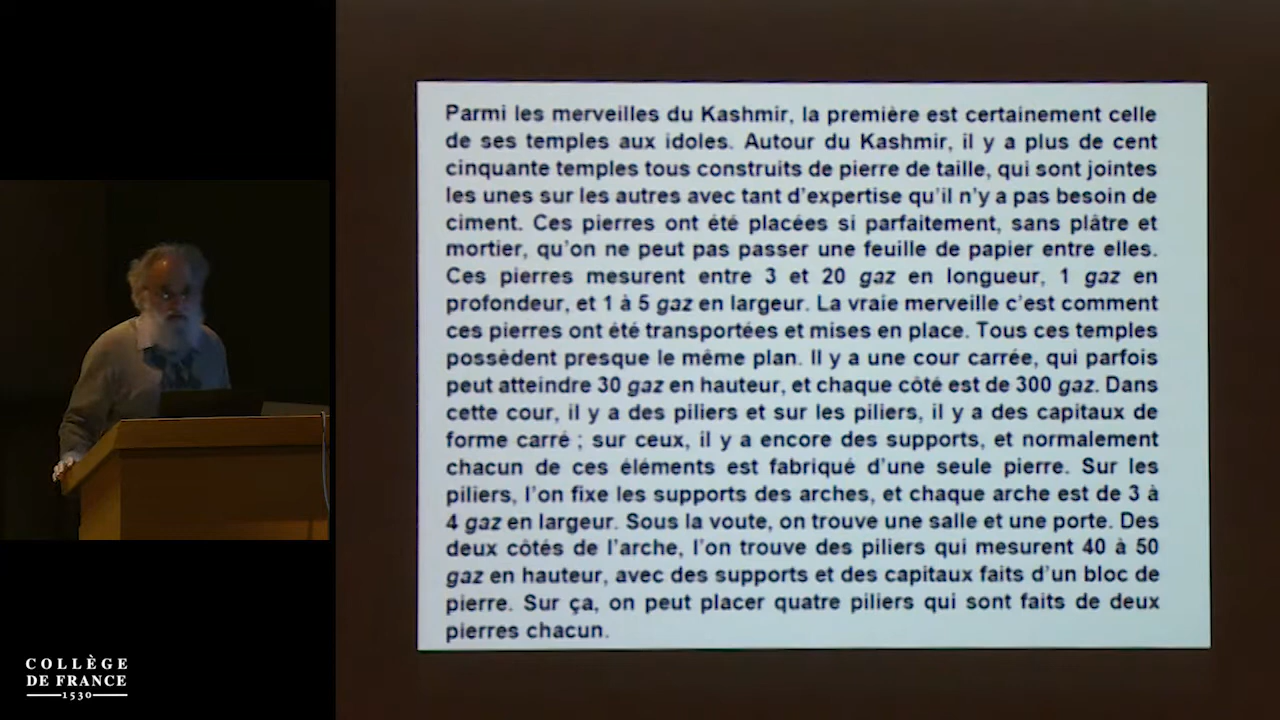 Parmi les merveilles du Kashmir, la première est certainement celle
de ses temples aux idoles. Autour du Kashmir, il y a plus de cent
cinquante temples tous construits de pierre de taille, qui sont jointes
les unes sur les autres avec tant d'expertise qu'il n'y a pas besoin de
ciment. Ces pierres ont été placées si parfaitement, sans plâtre et
mortier, qu'on ne peut pas passer une feuille de papier entre elles.
Ces pierres mesurent entre 3 et 20 gaz en longueur, 1 gaz en
profondeur, et 1 à 5 gaz en largeur. La vraie merveille c'est comment
ces pierres ont été transportées et mises en place. Tous ces temples
possèdent presque le même plan. Il y a une cour carrée, qui parfois
peut atteindre 30 gaz en hauteur, et chaque côté est de 300 gaz. Dans
cette cour, il y a des piliers et sur les piliers, il y a des capitaux de
forme carré ; sur ceux, il y a encore des supports, et normalement
chacun de ces éléments est fabriqué d'une seule pierre. Sur les
piliers, l'on fixe les supports des arches, et chaque arche est de 3 à
4 gaz en largeur. Sous la voute, on trouve une salle et une porte. Des
deux côtés de l'arche, l'on trouve des piliers qui mesurent 40 à 50
gaz en hauteur, avec des supports et des capitaux faits d'un bloc de
pierre. Sur ça, on peut placer quatre piliers qui sont faits de deux
pierres chacun.
COLLÈGE
DE FRANCE
1530